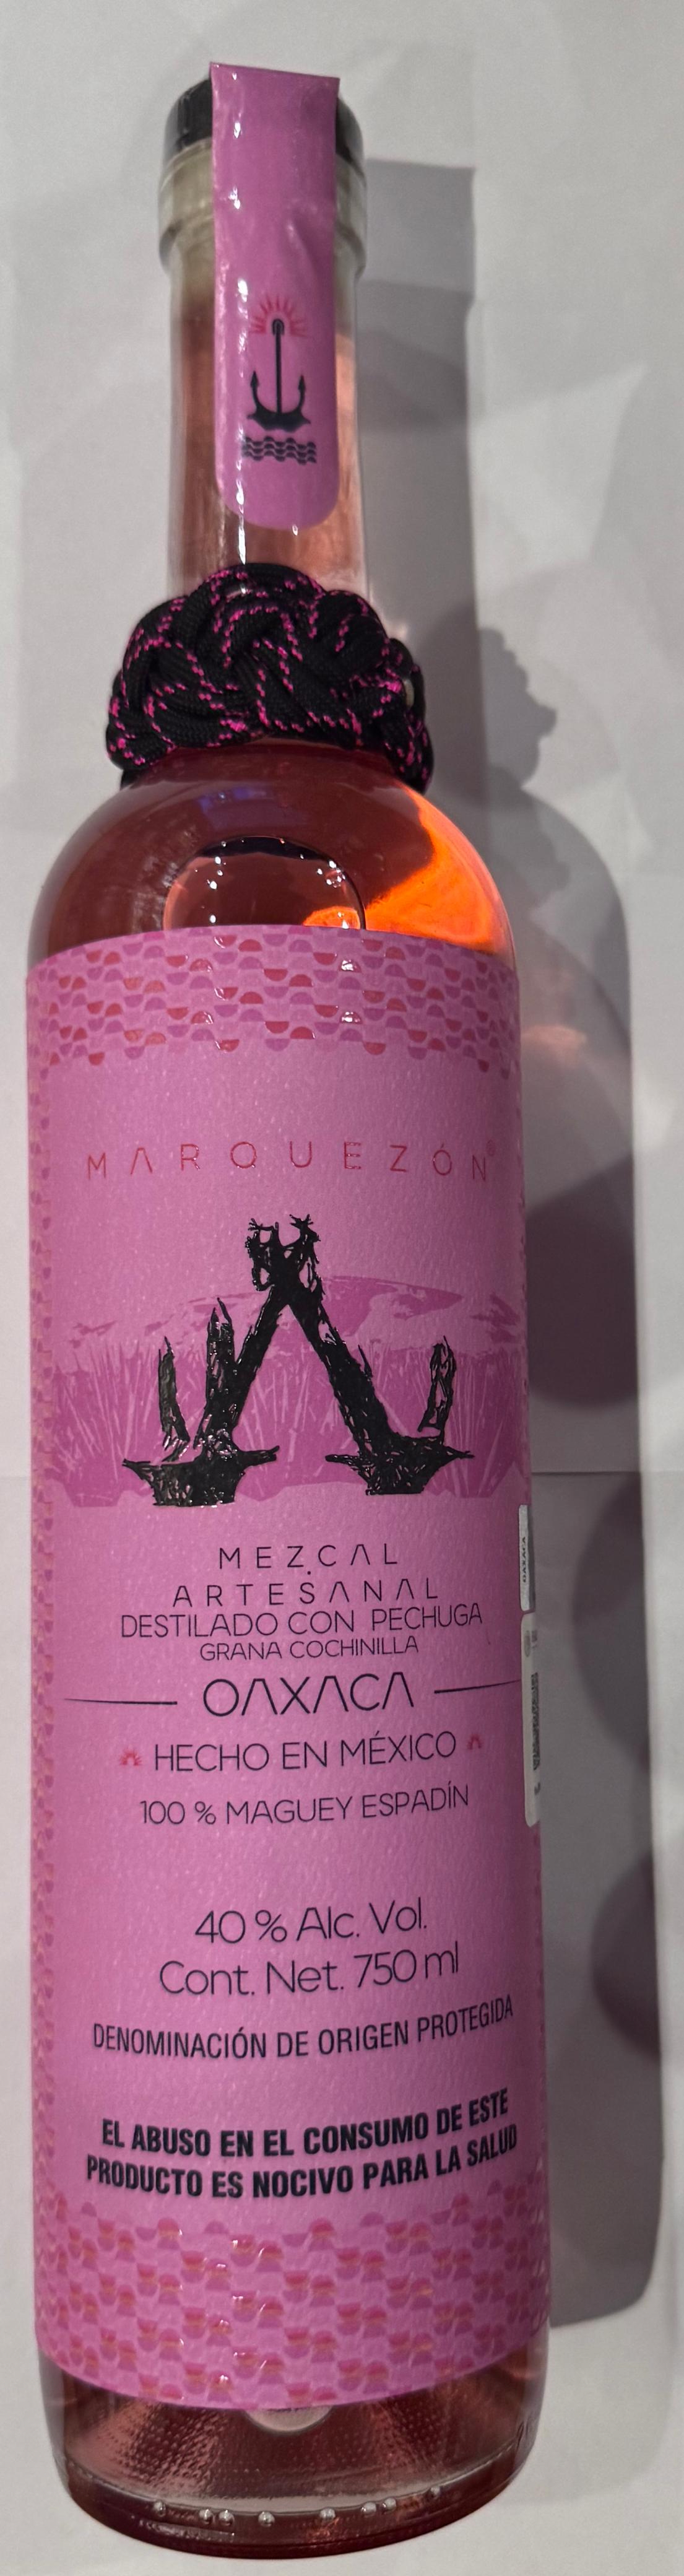 MARQUEZÓN®
MEZCAL
ARTESANAL
DESTILADO CON PECHUGA
GRANA COCHINILLA
OAXACA
HECHO EN MÉXICO
100 % MAGUEY ESPADÍN
40 % Alc. Vol.
Cont. Net. 750 ml
DENOMINACIÓN DE ORIGEN PROTEGIDA
EL ABUSO EN EL CONSUMO DE ESTE
PRODUCTO ES NOCIVO PARA LA SALUD
OAXACA